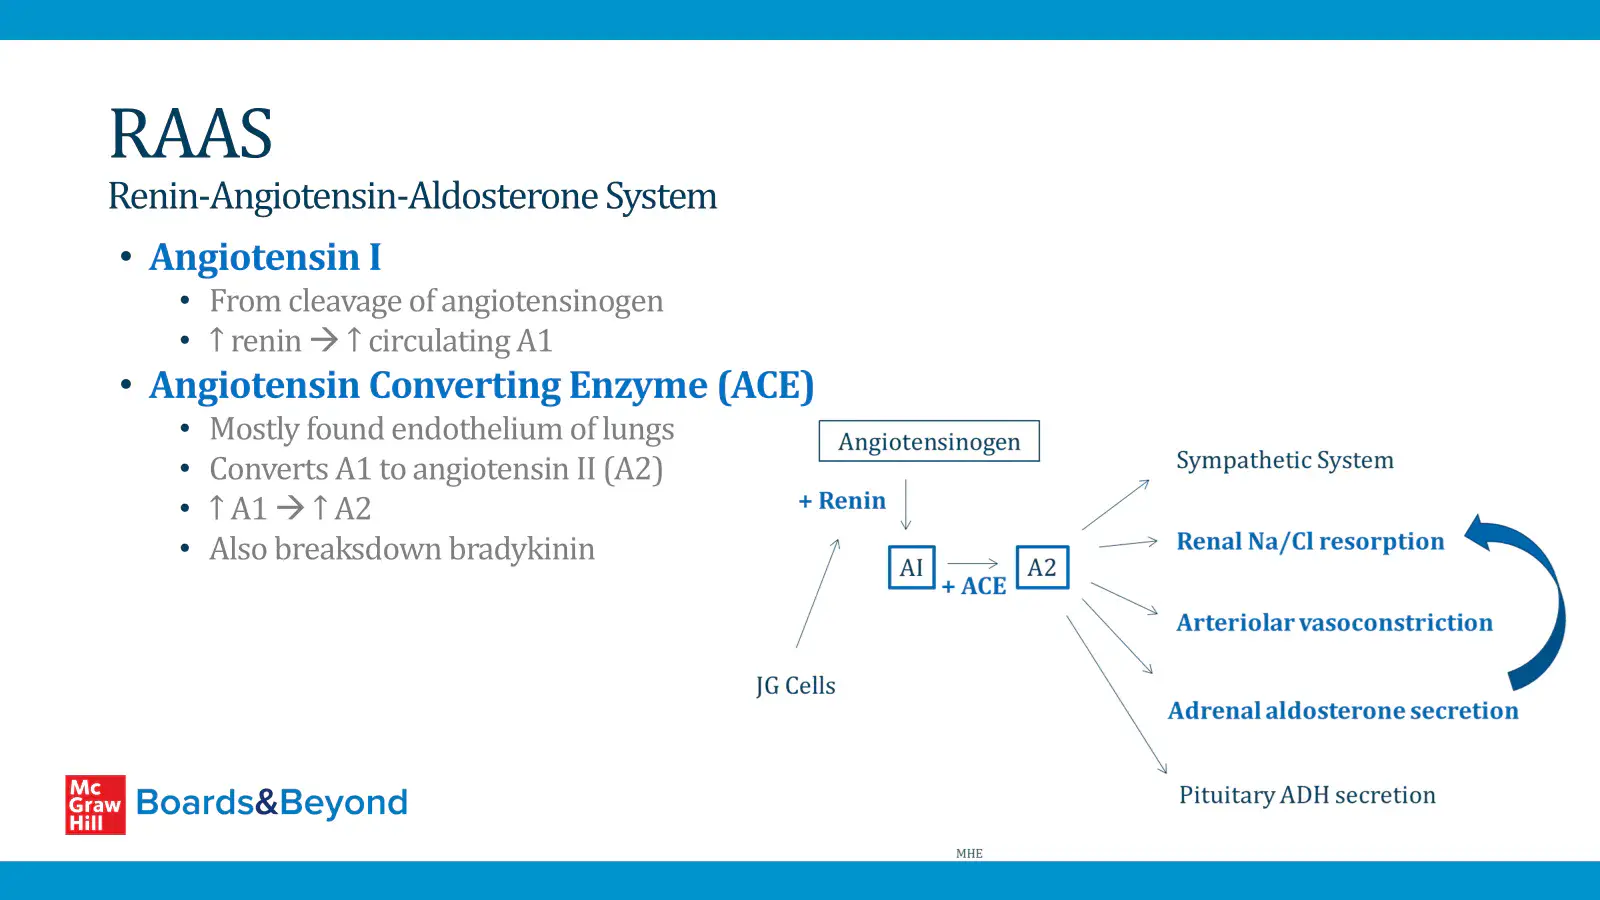 RAAS
Renin-Angiotensin-Aldosterone System
• Angiotensin I
• From cleavage of angiotensinogen
• ↑ renin → ↑ circulating A1
• Angiotensin Converting Enzyme (ACE)
• Mostly found endothelium of lungs
• Converts A1 to angiotensin II (A2)
• ↑ A1 → ↑ A2
• Also breaksdown bradykinin
Angiotensinogen
+ Renin
AI
+ ACE
A2
JG Cells
Sympathetic System
Renal Na/Cl resorption
Arteriolar vasoconstriction
Adrenal aldosterone secretion
Pituitary ADH secretion
Mc
Graw
Hill
Boards&Beyond
MHE